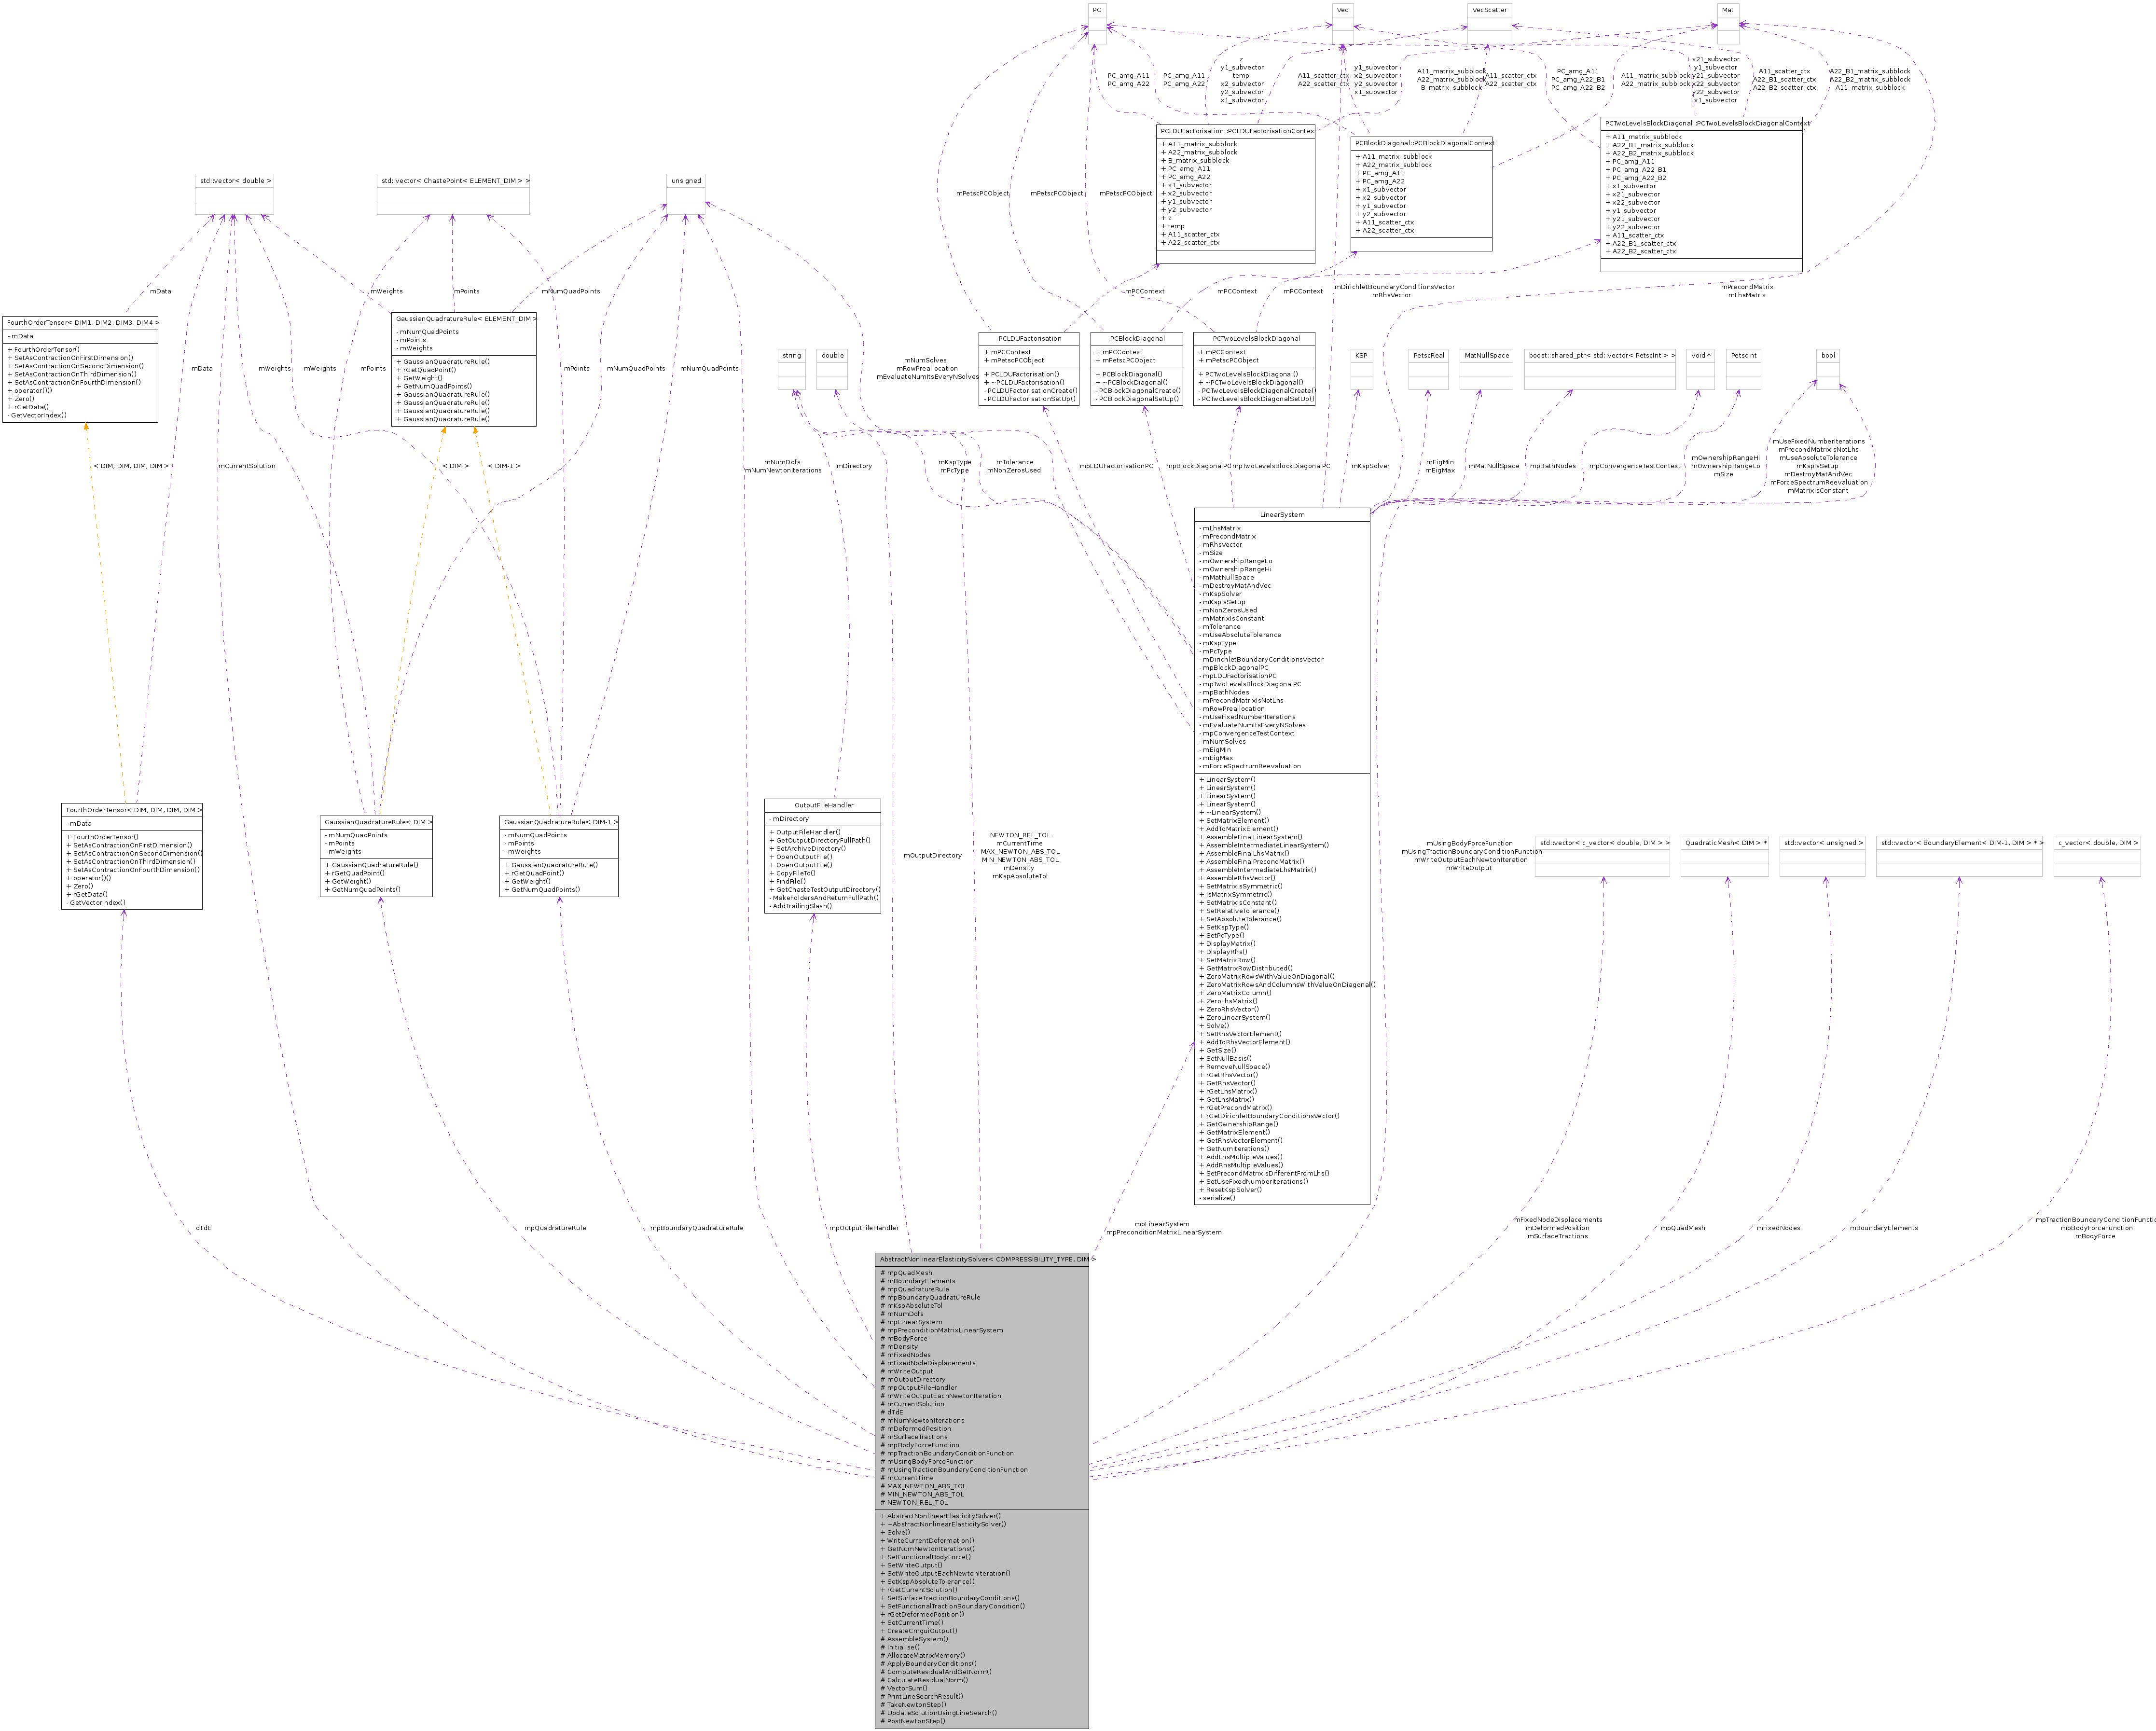 PC
Vec
VecScatter
Mat
PC_amg_A11
PC_amg_A22
PC_amg_A11
PC_amg_A22
z
y1_subvector
temp
x2_subvector
y2_subvector
x1_subvector
A11_scatter_ctx
A22_scatter_ctx
y1_subvector
x2_subvector
y2_subvector
x1_subvector
A11_matrix_subblock
A22_matrix_subblock
B_matrix_subblock
A11_scatter_ctx
A22_scatter_ctx
PC_amg_A11
PC_amg_A22_B1
PC_amg_A22_B2
A11_matrix_subblock
A22_matrix_subblock
x21_subvector
y1_subvector
y21_subvector
x22_subvector
y22_subvector
x1_subvector
A11_scatter_ctx
A22_B1_scatter_ctx
A22_B2_scatter_ctx
A22_B1_matrix_subblock
A22_B2_matrix_subblock
A11_matrix_subblock
PCLDUFactorisation::PCLDUFactorisationContext
+ A11_matrix_subblock
+ A22_matrix_subblock
+ B_matrix_subblock
+ PC_amg_A11
+ PC_amg_A22
+ x1_subvector
+ x2_subvector
+ y1_subvector
+ y2_subvector
+ z
+ temp
+ A11_scatter_ctx
+ A22_scatter_ctx
PCBlockDiagonal::PCBlockDiagonalContext
+ A11_matrix_subblock
+ A22_matrix_subblock
+ PC_amg_A11
+ PC_amg_A22
+ x1_subvector
+ x2_subvector
+ y1_subvector
+ y2_subvector
+ A11_scatter_ctx
+ A22_scatter_ctx
PCTwoLevelsBlockDiagonal::PCTwoLevelsBlockDiagonalContext
+ A11_matrix_subblock
+ A22_B1_matrix_subblock
+ A22_B2_matrix_subblock
+ PC_amg_A11
+ PC_amg_A22_B1
+ PC_amg_A22_B2
+ x1_subvector
+ x21_subvector
+ x22_subvector
+ y1_subvector
+ y21_subvector
+ y22_subvector
+ A11_scatter_ctx
+ A22_B1_scatter_ctx
+ A22_B2_scatter_ctx
std::vector< double >
std::vector< ChastePoint< ELEMENT_DIM > >
unsigned
mPetscPCObject
mPetscPCObject
mPetscPCObject
mData
mWeights
mPoints
mNumQuadPoints
mPCContext
mPCContext
mPCContext
mDirichletBoundaryConditionsVector
mRhsVector
mPrecondMatrix
mLhsMatrix
FourthOrderTensor< DIM1, DIM2, DIM3, DIM4 >
- mData
+ FourthOrderTensor()
+ SetAsContractionOnFirstDimension()
+ SetAsContractionOnSecondDimension()
+ SetAsContractionOnThirdDimension()
+ SetAsContractionOnFourthDimension()
+ operator()()
+ Zero()
+ rGetData()
- GetVectorIndex()
GaussianQuadratureRule< ELEMENT_DIM >
- mNumQuadPoints
- mPoints
- mWeights
+ GaussianQuadratureRule()
+ rGetQuadPoint()
+ GetWeight()
+ GetNumQuadPoints()
+ GaussianQuadratureRule()
+ GaussianQuadratureRule()
+ GaussianQuadratureRule()
+ GaussianQuadratureRule()
PCLDUFactorisation
+ mPCContext
+ mPetscPCObject
+ PCLDUFactorisation()
+ ~PCLDUFactorisation()
- PCLDUFactorisationCreate()
- PCLDUFactorisationSetUp()
PCBlockDiagonal
+ mPCContext
+ mPetscPCObject
+ PCBlockDiagonal()
+ ~PCBlockDiagonal()
- PCBlockDiagonalCreate()
- PCBlockDiagonalSetUp()
PCTwoLevelsBlockDiagonal
+ mPCContext
+ mPetscPCObject
+ PCTwoLevelsBlockDiagonal()
+ ~PCTwoLevelsBlockDiagonal()
- PCTwoLevelsBlockDiagonalCreate()
- PCTwoLevelsBlockDiagonalSetUp()
string
double
KSP
PetscReal
MatNullSpace
boost::shared_ptr< std::vector< PetscInt > >
void *
PetscInt
bool
mData
mWeights
mWeights
mPoints
mPoints
mNumQuadPoints
mNumQuadPoints
mNumSolves
mRowPreallocation
mEvaluateNumItsEveryNSolves
< DIM, DIM, DIM, DIM >
mCurrentSolution
< DIM >
< DIM-1 >
mNumDofs
mNumNewtonIterations
mDirectory
mKspType
mPcType
mTolerance
mNonZerosUsed
mpLDUFactorisationPC
mpBlockDiagonalPC
mpTwoLevelsBlockDiagonalPC
mKspSolver
mEigMin
mEigMax
mMatNullSpace
mpBathNodes
mpConvergenceTestContext
mOwnershipRangeHi
mOwnershipRangeLo
mSize
mUseFixedNumberIterations
mPrecondMatrixIsNotLhs
mUseAbsoluteTolerance
mKspIsSetup
mDestroyMatAndVec
mForceSpectrumReevaluation
mMatrixIsConstant
LinearSystem
- mLhsMatrix
- mPrecondMatrix
- mRhsVector
- mSize
- mOwnershipRangeLo
- mOwnershipRangeHi
- mMatNullSpace
- mDestroyMatAndVec
- mKspSolver
- mKspIsSetup
- mNonZerosUsed
- mMatrixIsConstant
- mTolerance
- mUseAbsoluteTolerance
- mKspType
- mPcType
- mDirichletBoundaryConditionsVector
- mpBlockDiagonalPC
- mpLDUFactorisationPC
- mpTwoLevelsBlockDiagonalPC
- mpBathNodes
- mPrecondMatrixIsNotLhs
- mRowPreallocation
- mUseFixedNumberIterations
- mEvaluateNumItsEveryNSolves
- mpConvergenceTestContext
- mNumSolves
- mEigMin
- mEigMax
- mForceSpectrumReevaluation
+ LinearSystem()
+ LinearSystem()
+ LinearSystem()
+ LinearSystem()
+ ~LinearSystem()
+ SetMatrixElement()
+ AddToMatrixElement()
+ AssembleFinalLinearSystem()
+ AssembleIntermediateLinearSystem()
+ AssembleFinalLhsMatrix()
+ AssembleFinalPrecondMatrix()
+ AssembleIntermediateLhsMatrix()
+ AssembleRhsVector()
+ SetMatrixIsSymmetric()
+ IsMatrixSymmetric()
+ SetMatrixIsConstant()
+ SetRelativeTolerance()
+ SetAbsoluteTolerance()
+ SetKspType()
+ SetPcType()
+ DisplayMatrix()
+ DisplayRhs()
+ SetMatrixRow()
+ GetMatrixRowDistributed()
+ ZeroMatrixRowsWithValueOnDiagonal()
+ ZeroMatrixRowsAndColumnsWithValueOnDiagonal()
+ ZeroMatrixColumn()
+ ZeroLhsMatrix()
+ ZeroRhsVector()
+ ZeroLinearSystem()
+ Solve()
+ SetRhsVectorElement()
+ AddToRhsVectorElement()
+ GetSize()
+ SetNullBasis()
+ RemoveNullSpace()
+ rGetRhsVector()
+ GetRhsVector()
+ rGetLhsMatrix()
+ GetLhsMatrix()
+ rGetPrecondMatrix()
+ rGetDirichletBoundaryConditionsVector()
+ GetOwnershipRange()
+ GetMatrixElement()
+ GetRhsVectorElement()
+ GetNumIterations()
+ AddLhsMultipleValues()
+ AddRhsMultipleValues()
+ SetPrecondMatrixIsDifferentFromLhs()
+ SetUseFixedNumberIterations()
+ ResetKspSolver()
- serialize()
FourthOrderTensor< DIM, DIM, DIM, DIM >
- mData
+ FourthOrderTensor()
+ SetAsContractionOnFirstDimension()
+ SetAsContractionOnSecondDimension()
+ SetAsContractionOnThirdDimension()
+ SetAsContractionOnFourthDimension()
+ operator()()
+ Zero()
+ rGetData()
- GetVectorIndex()
GaussianQuadratureRule< DIM >
- mNumQuadPoints
- mPoints
- mWeights
+ GaussianQuadratureRule()
+ rGetQuadPoint()
+ GetWeight()
+ GetNumQuadPoints()
GaussianQuadratureRule< DIM-1 >
- mNumQuadPoints
- mPoints
- mWeights
+ GaussianQuadratureRule()
+ rGetQuadPoint()
+ GetWeight()
+ GetNumQuadPoints()
OutputFileHandler
- mDirectory
+ OutputFileHandler()
+ GetOutputDirectoryFullPath()
+ SetArchiveDirectory()
+ OpenOutputFile()
+ OpenOutputFile()
+ CopyFileTo()
+ FindFile()
+ GetChasteTestOutputDirectory()
- MakeFoldersAndReturnFullPath()
- AddTrailingSlash()
mOutputDirectory
NEWTON_REL_TOL
mCurrentTime
MAX_NEWTON_ABS_TOL
MIN_NEWTON_ABS_TOL
mDensity
mKspAbsoluteTol
mUsingBodyForceFunction
mUsingTractionBoundaryConditionFunction
mWriteOutputEachNewtonIteration
mWriteOutput
std::vector< c_vector< double, DIM > >
QuadraticMesh< DIM > *
std::vector< unsigned >
std::vector< BoundaryElement< DIM-1, DIM > * >
c_vector< double, DIM >
dTdE
mpQuadratureRule
mpBoundaryQuadratureRule
mpOutputFileHandler
mpLinearSystem
mpPreconditionMatrixLinearSystem
mFixedNodeDisplacements
mDeformedPosition
mSurfaceTractions
mpQuadMesh
mFixedNodes
mBoundaryElements
mpTractionBoundaryConditionFunctio
mpBodyForceFunction
mBodyForce
AbstractNonlinearElasticitySolver< COMPRESSIBILITY_TYPE, DIM >
# mpQuadMesh
# mBoundaryElements
# mpQuadratureRule
# mpBoundaryQuadratureRule
# mKspAbsoluteTol
# mNumDofs
# mpLinearSystem
# mpPreconditionMatrixLinearSystem
# mBodyForce
# mDensity
# mFixedNodes
# mFixedNodeDisplacements
# mWriteOutput
# mOutputDirectory
# mpOutputFileHandler
# mWriteOutputEachNewtonIteration
# mCurrentSolution
# dTdE
# mNumNewtonIterations
# mDeformedPosition
# mSurfaceTractions
# mpBodyForceFunction
# mpTractionBoundaryConditionFunction
# mUsingBodyForceFunction
# mUsingTractionBoundaryConditionFunction
# mCurrentTime
# MAX_NEWTON_ABS_TOL
# MIN_NEWTON_ABS_TOL
# NEWTON_REL_TOL
+ AbstractNonlinearElasticitySolver()
+ ~AbstractNonlinearElasticitySolver()
+ Solve()
+ WriteCurrentDeformation()
+ GetNumNewtonIterations()
+ SetFunctionalBodyForce()
+ SetWriteOutput()
+ SetWriteOutputEachNewtonIteration()
+ SetKspAbsoluteTolerance()
+ rGetCurrentSolution()
+ SetSurfaceTractionBoundaryConditions()
+ SetFunctionalTractionBoundaryCondition()
+ rGetDeformedPosition()
+ SetCurrentTime()
+ CreateCmguiOutput()
# AssembleSystem()
# Initialise()
# AllocateMatrixMemory()
# ApplyBoundaryConditions()
# ComputeResidualAndGetNorm()
# CalculateResidualNorm()
# VectorSum()
# PrintLineSearchResult()
# TakeNewtonStep()
# UpdateSolutionUsingLineSearch()
# PostNewtonStep()